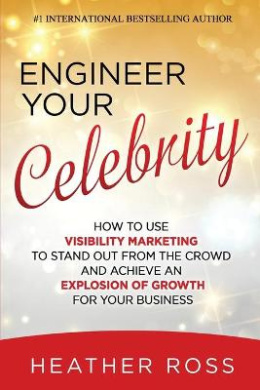 #1 INTERNATIONAL BESTSELLING AUTHOR
ENGINEER
YOUR
Celebrity
HOW TO USE
VISIBILITY MARKETING
TO STAND OUT FROM THE CROWD
AND ACHIEVE AN
EXPLOSION OF GROWTH
FOR YOUR BUSINESS
HEATHER ROSS